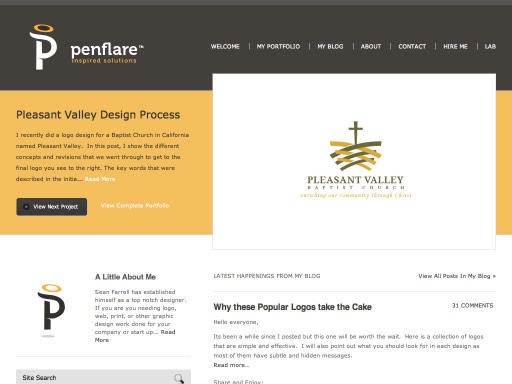 penflare™
inspired solutions
WELCOME
MY PORTFOLIO
MY BLOG
ABOUT
CONTACT
HIRE ME
LAB
Pleasant Valley Design Process
I recently did a logo design for a Baptist Church in California
named Pleasant Valley. In this post, I show the different
concepts and revisions that we went through to get to the
final logo you see to the right. The key words that were
described in the initia... Read More
View Next Project
View Complete Portfolio
PLEASANT VALLEY
BAPTIST CHURCH
enriching our community through Christ
A Little About Me
Sean Farrell has established
himself as a top notch designer.
If you are you needing logo,
web, print, or other graphic
design work done for your
company or start up... Read
More
Site Search
LATEST HAPPENINGS FROM MY BLOG
View All Posts In My Blog »
Why these Popular Logos take the Cake
31 COMMENTS
Hello everyone,
Its been a while since I posted but this one will be worth the wait. Here is a collection of logos
that are simple and effective. I will also point out what you should look for in each design as
most of them have subtle and hidden messages.
Read more...
Share and Enjoy: